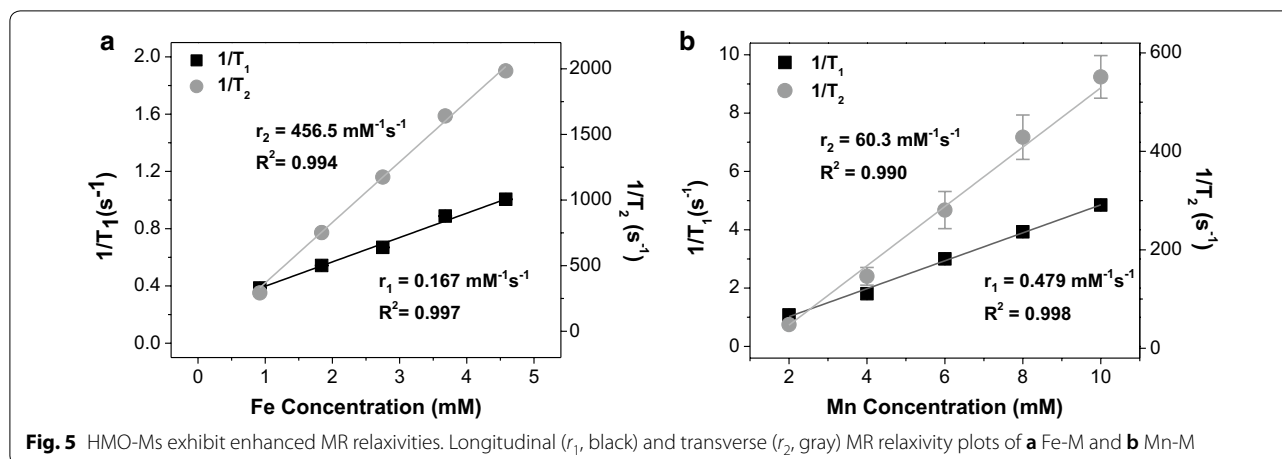 a
2.0
1.6
1.2
0.8
0.4
0.0
1/T1(s⁻¹)
1/T₁
1/T₂
r₂ = 456.5 mM⁻¹s⁻¹
R² = 0.994
r₁ = 0.167 mM⁻¹s⁻¹
R²= 0.997
2000
1500
1000
500
0
1/T₂ (s⁻¹)
0 1 2 3 4 5
Fe Concentration (mM)
b
10
8
6
4
2
0
1/T₁(s⁻¹)
1/T₁
1/T₂
r₂ = 60.3 mM⁻¹s⁻¹
R² = 0.990
r₁ = 0.479 mM⁻¹s⁻¹
R² = 0.998
600
400
200
0
1/T₂ (s⁻¹)
2 4 6 8 10
Mn Concentration (mM)
Fig. 5 HMO-Ms exhibit enhanced MR relaxivities. Longitudinal (r₁, black) and transverse (r₂, gray) MR relaxivity plots of a Fe-M and b Mn-M